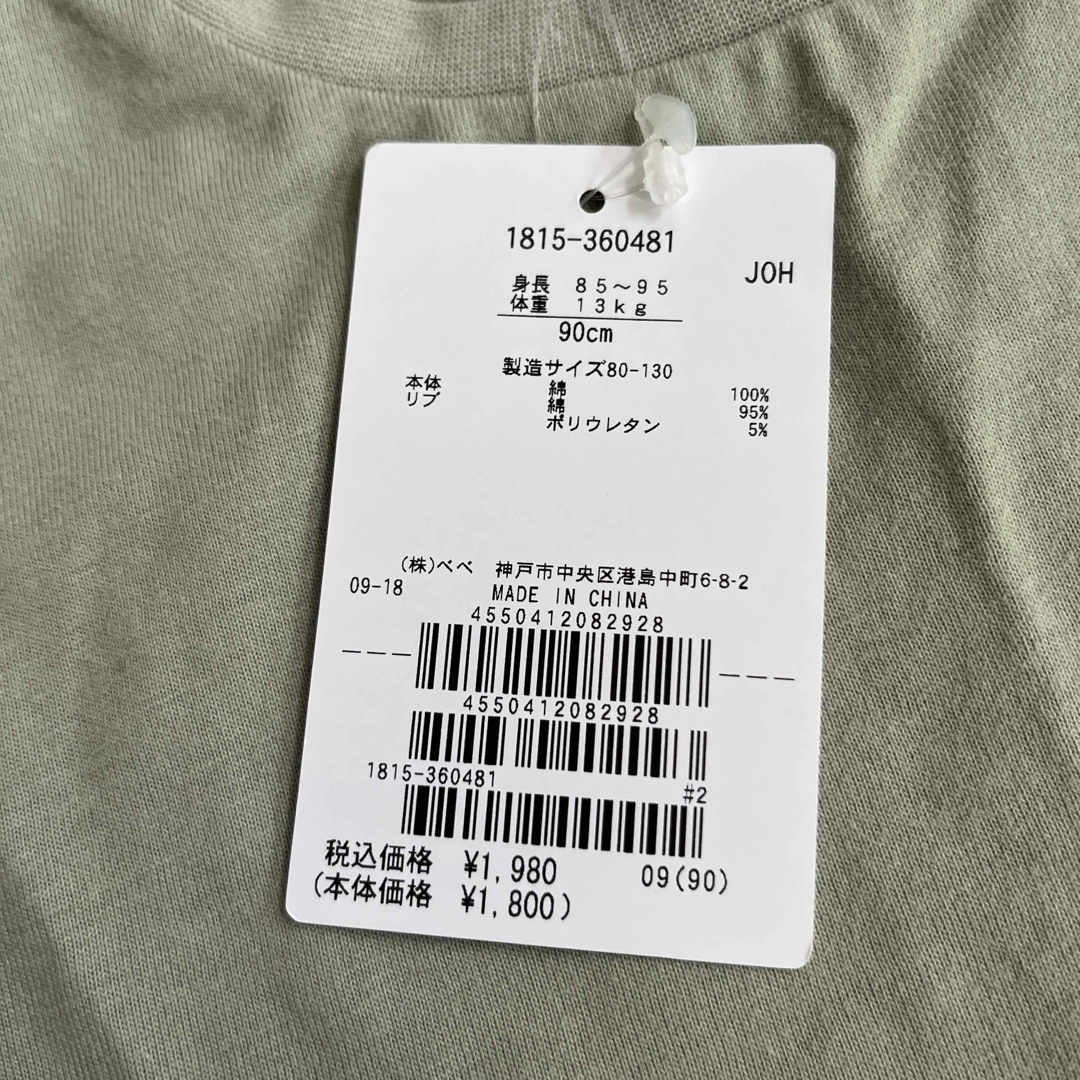 1815-360481
JOH
身長 85～95
体重 13kg
90cm
製造サイズ80-130
本体 綿 100%
リブ 綿 95%
ポリウレタン 5%
(株)べべ 神戸市中央区港島中町6-8-2
09-18 MADE IN CHINA
4550412082928
4550412082928
1815-360481 #2
税込価格 ¥1,980 09(90)
(本体価格 ¥1,800)